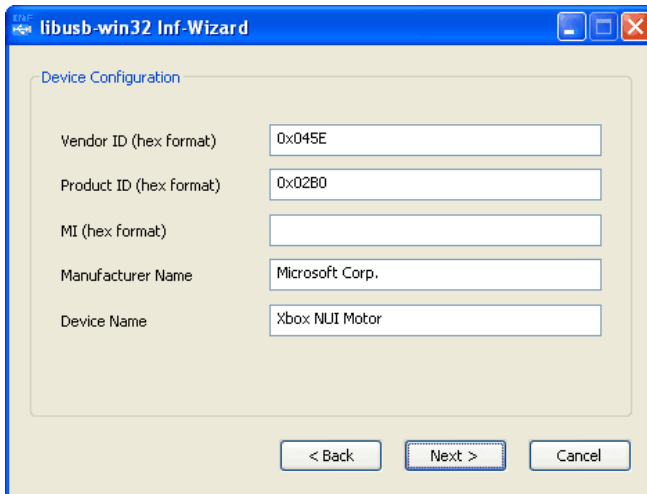 libusb-win32 Inf-Wizard
Device Configuration
Vendor ID (hex format) 0x045E
Product ID (hex format) 0x02B0
MI (hex format)
Manufacturer Name Microsoft Corp.
Device Name Xbox NUI Motor
< Back Next > Cancel